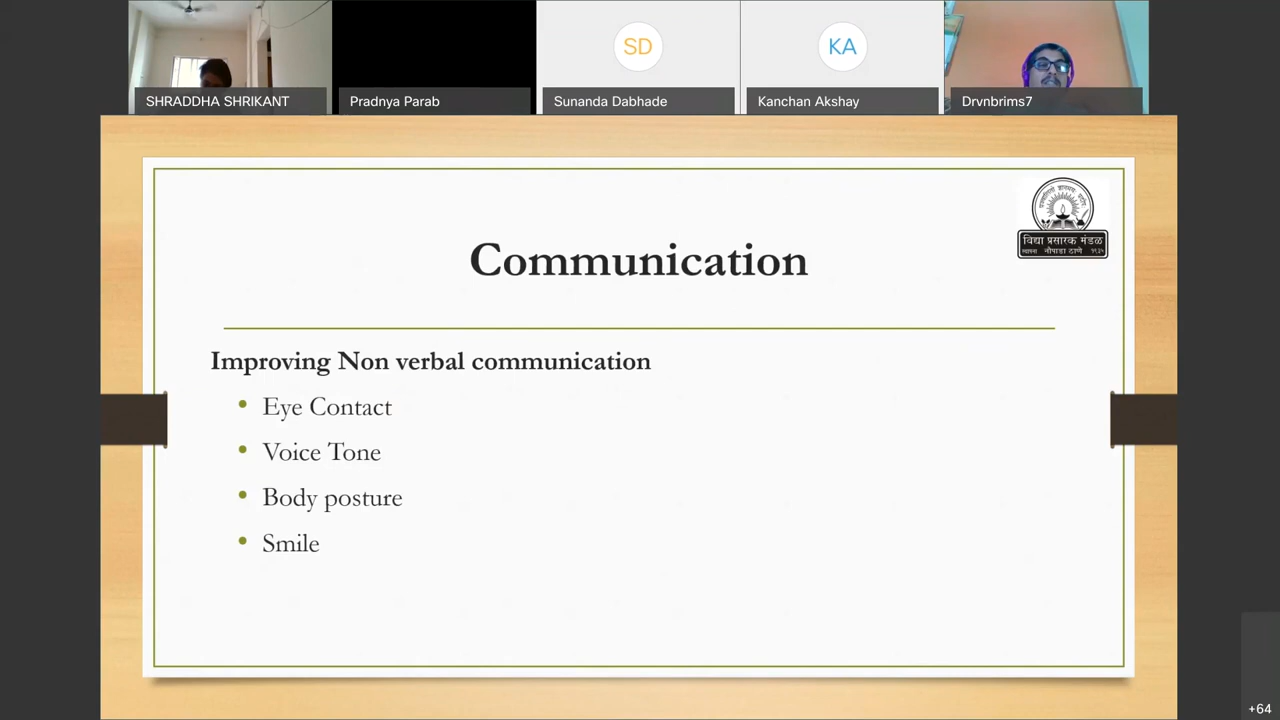 SD
KA
SHRADDHA SHRIKANT
Pradnya Parab
Sunanda Dabhade
Kanchan Akshay
Drvnbrims7
विद्या प्रसारक मंडळ
नौपाडा ठाणे
Communication
Improving Non verbal communication
• Eye Contact
• Voice Tone
• Body posture
• Smile
+64